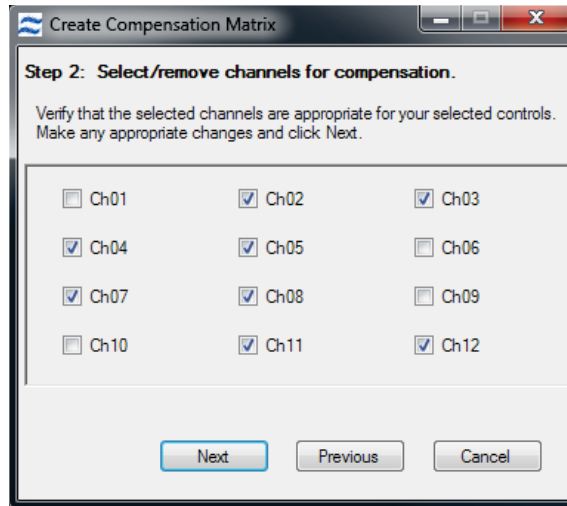 Create Compensation Matrix
Step 2: Select/remove channels for compensation.
Verify that the selected channels are appropriate for your selected controls.
Make any appropriate changes and click Next.
Ch01 Ch02 Ch03
Ch04 Ch05 Ch06
Ch07 Ch08 Ch09
Ch10 Ch11 Ch12
Next Previous Cancel